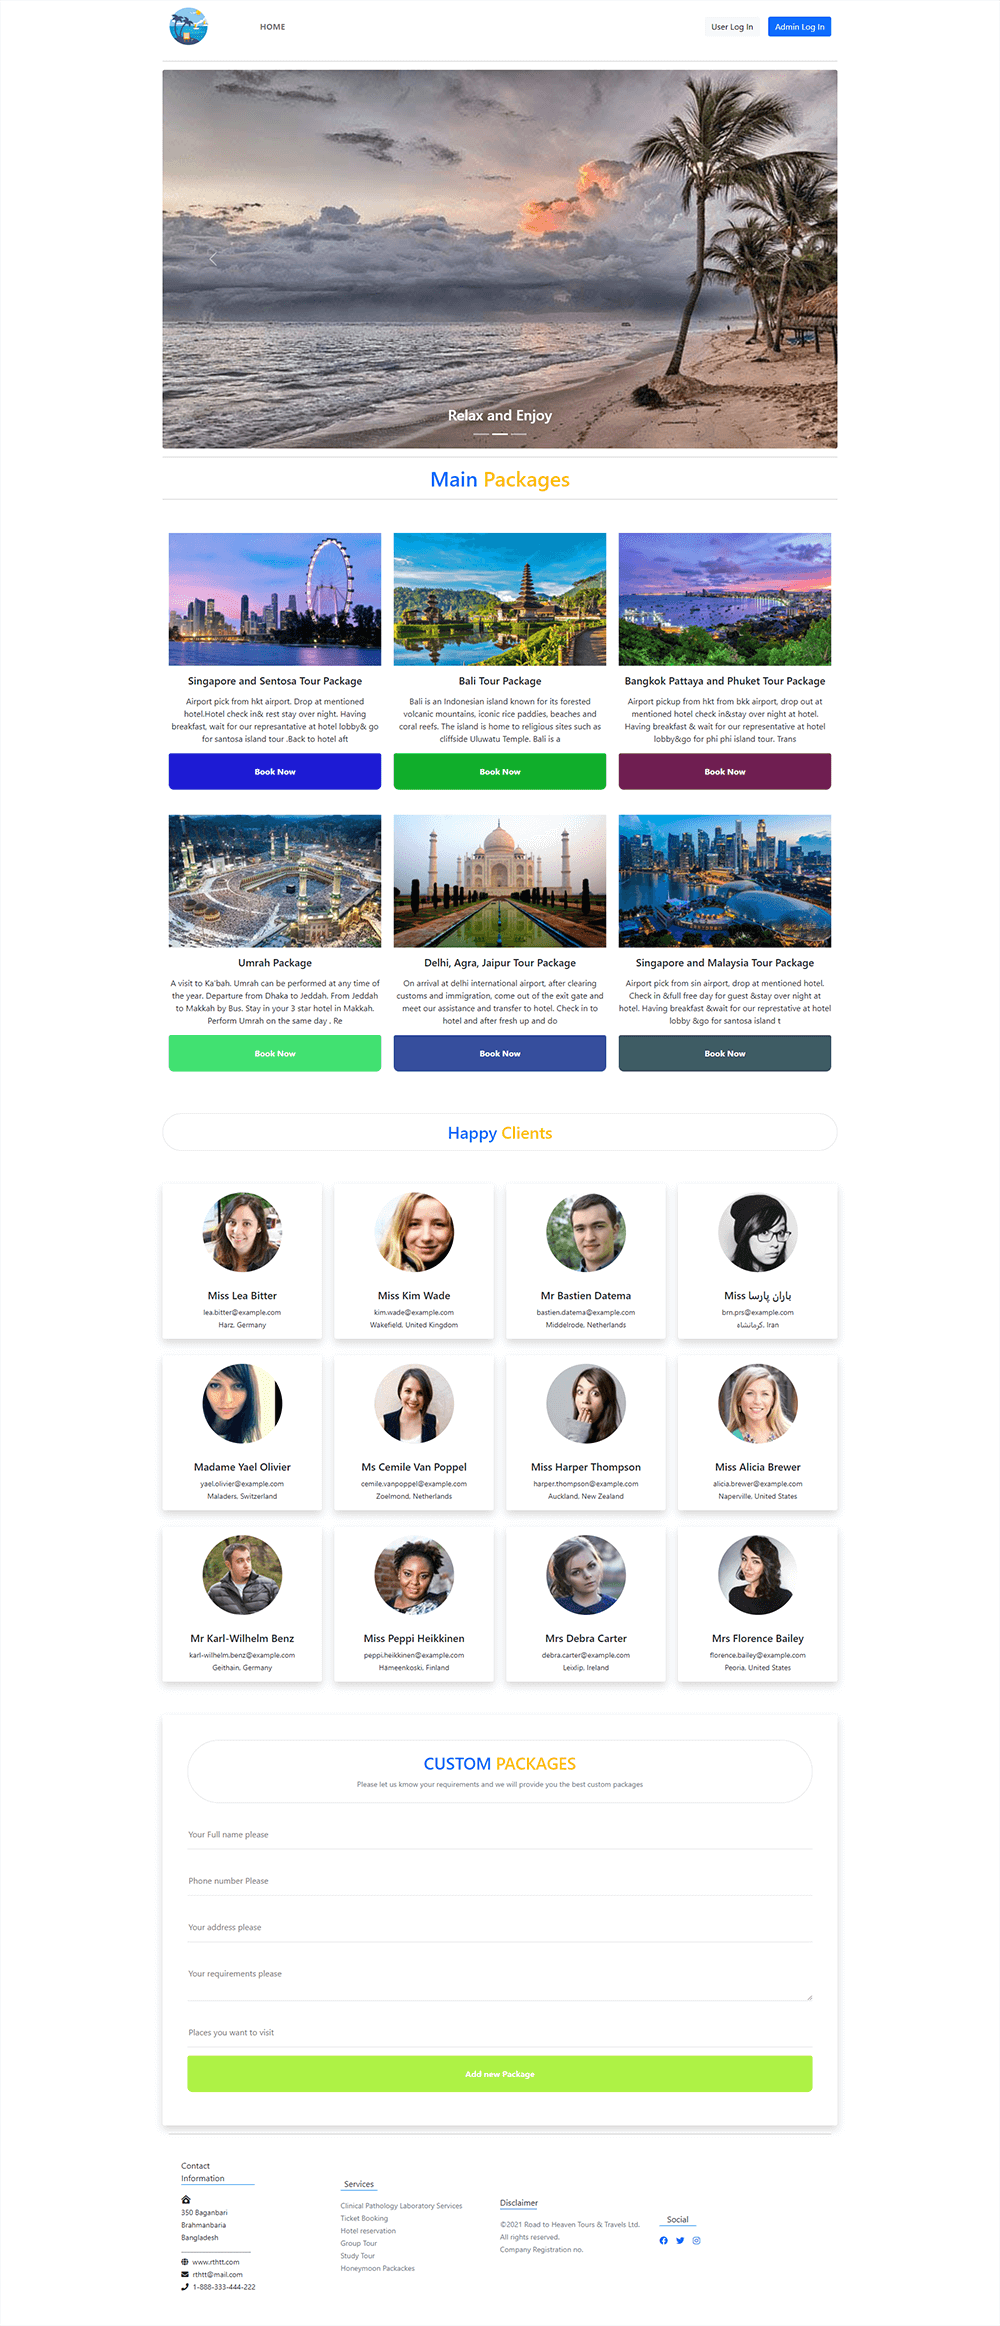 HOME
User Log In
Admin Log In
Relax and Enjoy
Main Packages
Singapore and Sentosa Tour Package
Airport pick from hkt airport. Drop at mentioned
hotel.Hotel check in& rest stay over night. Having
breakfast, wait for our represantative at hotel lobby& go
for santosa island tour .Back to hotel aft
Book Now
Bali Tour Package
Bali is an Indonesian island known for its forested
volcanic mountains, iconic rice paddies, beaches and
coral reefs. The island is home to religious sites such as
cliffside Uluwatu Temple. Bali is a
Book Now
Bangkok Pattaya and Phuket Tour Package
Airport pickup from hkt from bkk airport, drop out at
mentioned hotel check in&stay over night at hotel.
Having breakfast & wait for our representative at hotel
lobby&go for phi phi island tour. Trans
Book Now
Umrah Package
A visit to Ka'bah. Umrah can be performed at any time of
the year. Departure from Dhaka to Jeddah. From Jeddah
to Makkah by Bus. Stay in your 3 star hotel in Makkah.
Perform Umrah on the same day . Re
Book Now
Delhi, Agra, Jaipur Tour Package
On arrival at delhi international airport, after clearing
customs and immigration, come out of the exit gate and
meet our assistance and transfer to hotel. Check in to
hotel and after fresh up and do
Book Now
Singapore and Malaysia Tour Package
Airport pick from sin airport, drop at mentioned hotel.
Check in &full free day for guest &stay over night at
hotel. Having breakfast &wait for our represtative at hotel
lobby &go for santosa island t
Book Now
Happy Clients
Miss Lea Bitter
lea.bitter@example.com
Harz, Germany
Miss Kim Wade
kim.wade@example.com
Wakefield, United Kingdom
Mr Bastien Datema
bastien.datema@example.com
Middelrode, Netherlands
Miss باران پارسا
brn.prs@example.com
کرمانشاه, Iran
Madame Yael Olivier
yael.olivier@example.com
Maladers, Switzerland
Ms Cemile Van Poppel
cemile.vanpoppel@example.com
Zoelmond, Netherlands
Miss Harper Thompson
harper.thompson@example.com
Auckland, New Zealand
Miss Alicia Brewer
alicia.brewer@example.com
Naperville, United States
Mr Karl-Wilhelm Benz
karl-wilhelm.benz@example.com
Geithain, Germany
Miss Peppi Heikkinen
peppi.heikkinen@example.com
Hameenkoski, Finland
Mrs Debra Carter
debra.carter@example.com
Leixlip, Ireland
Mrs Florence Bailey
florence.bailey@example.com
Peoria, United States
CUSTOM PACKAGES
Please let us kmow your requirements and we will provide you the best custom packages
Your Full name please
Phone number Please
Your address please
Your requirements please
Places you want to visit
Add new Package
Contact
Information
350 Baganbari
Brahmanbaria
Bangladesh
www.rthtt.com
rthtt@mail.com
1-888-333-444-222
Services
Clinical Pathology Laboratory Services
Ticket Booking
Hotel reservation
Group Tour
Study Tour
Honeymoon Packackes
Disclaimer
©2021 Road to Heaven Tours & Travels Ltd.
All rights reserved.
Company Registration no.
Social